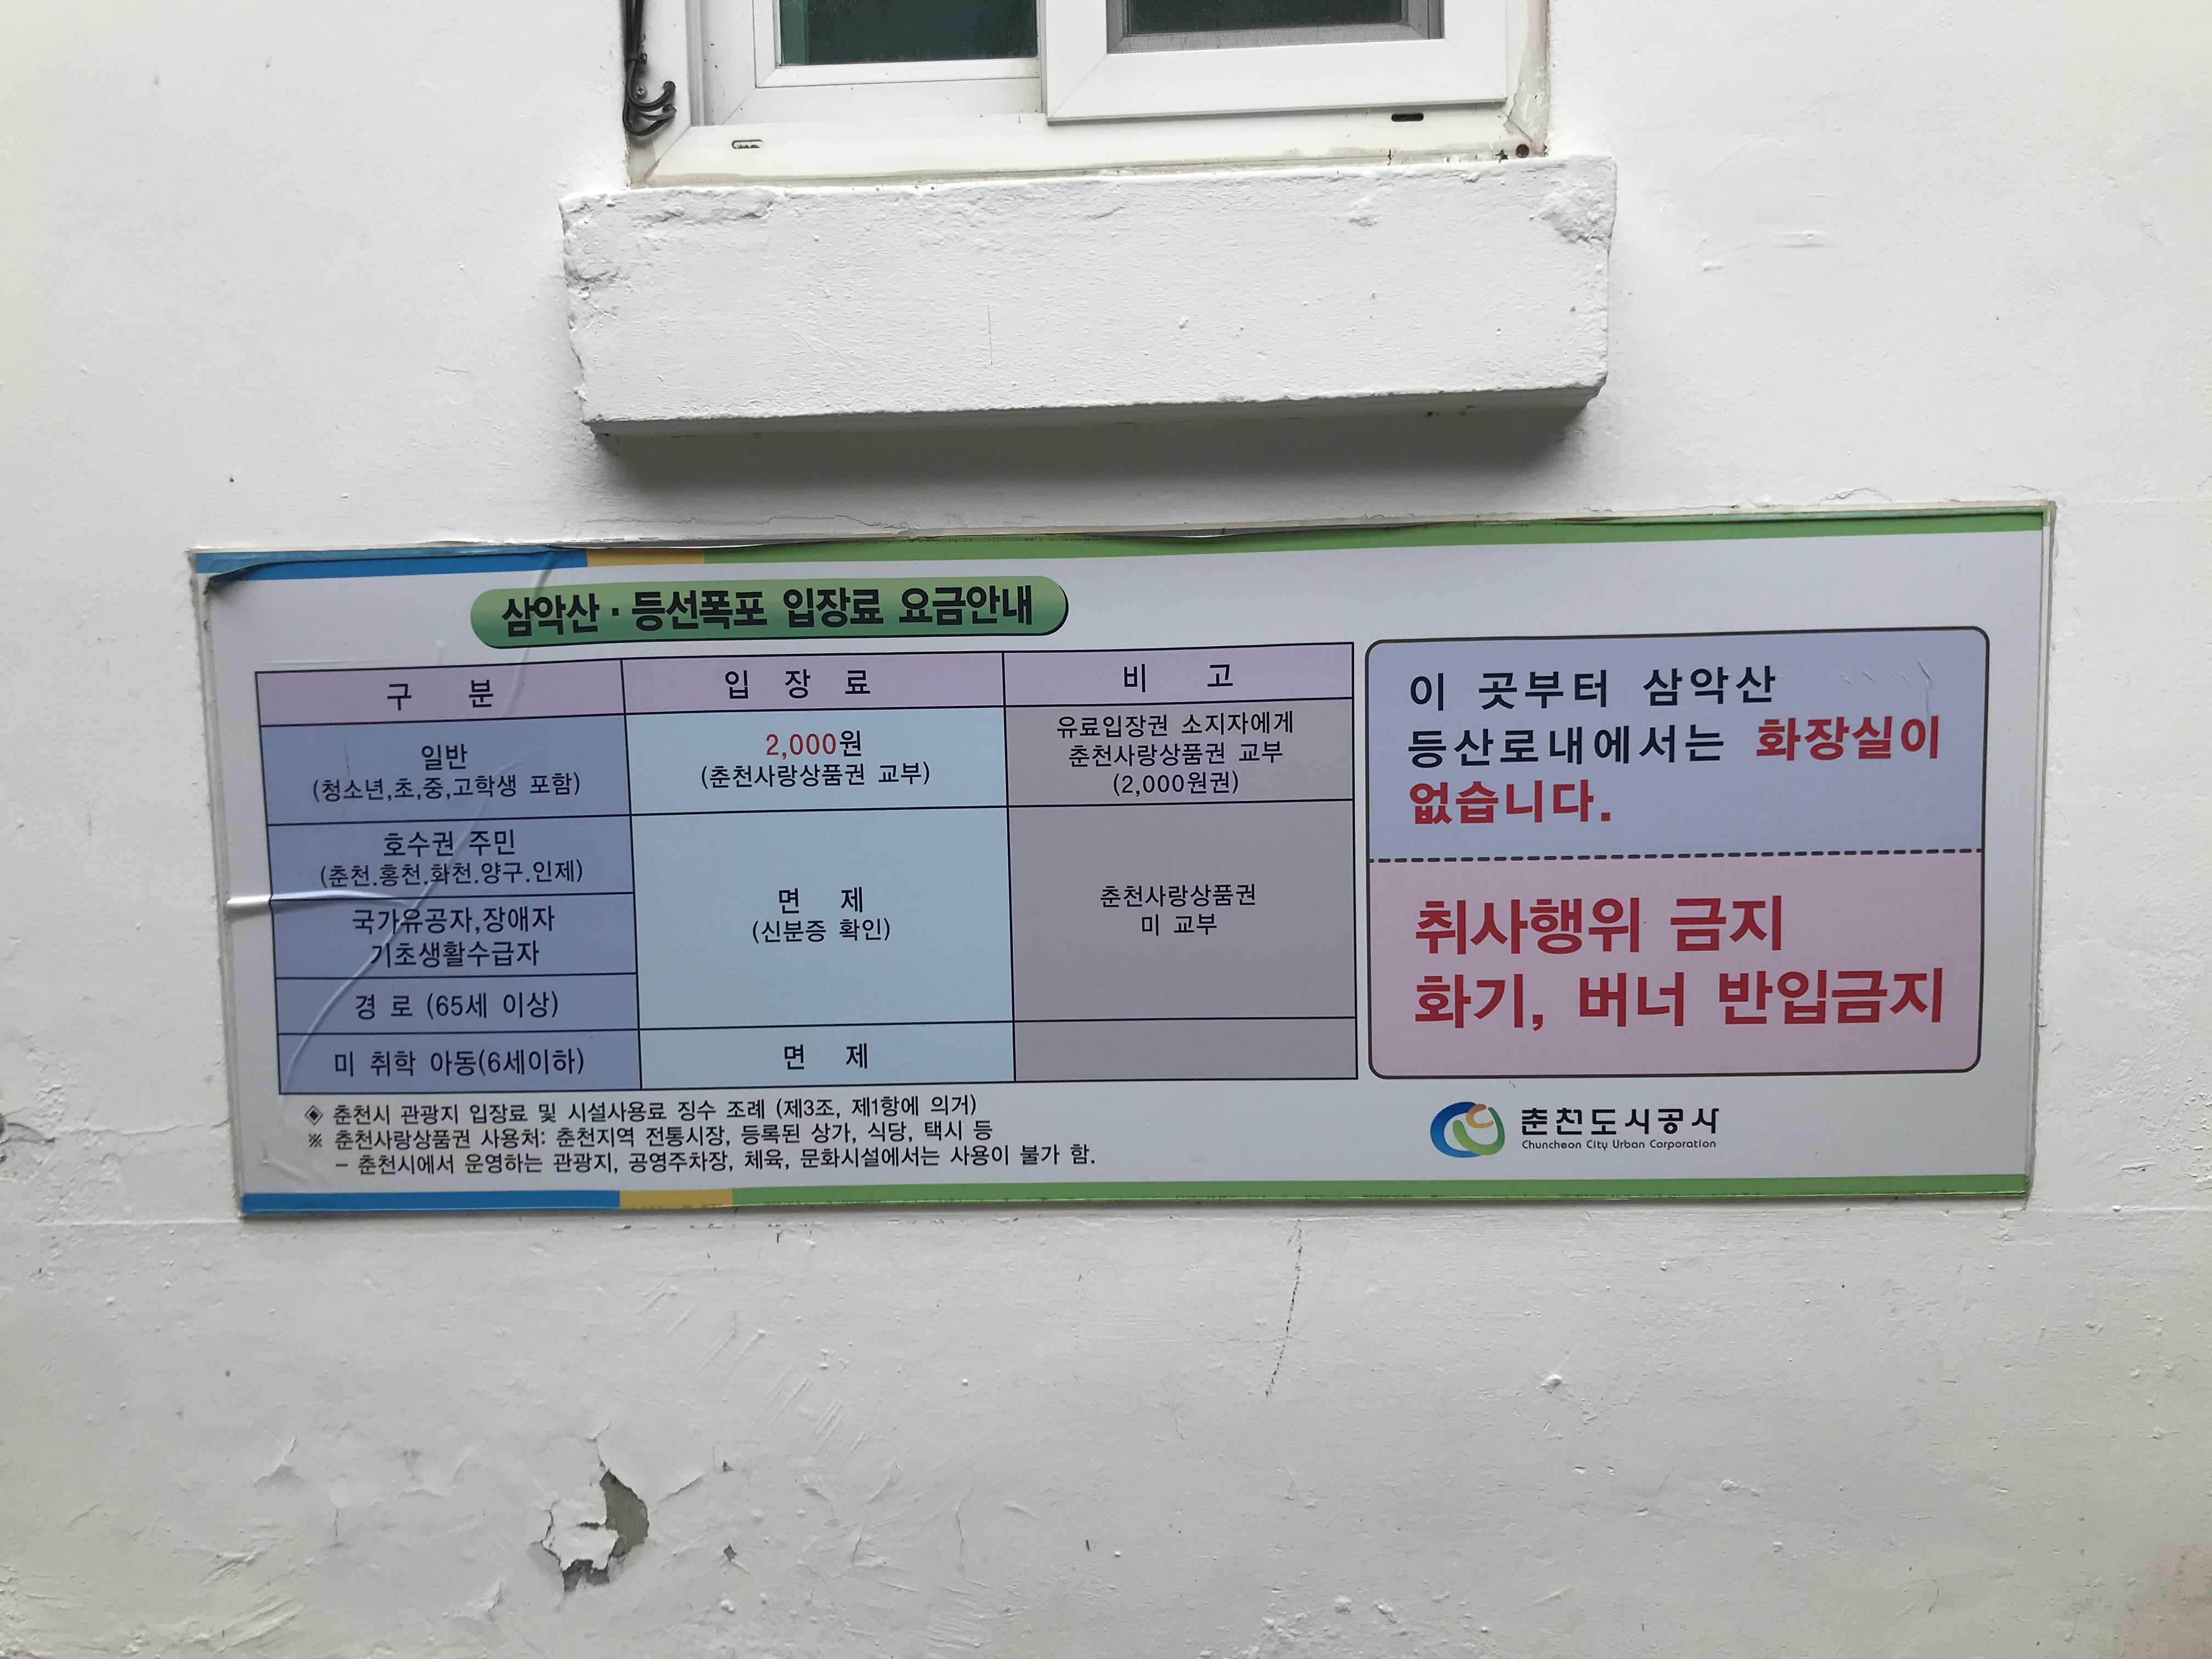 삼악산·등선폭포 입장료 요금안내
구 분 입 장 료 비 고
일반
(청소년,초,중,고학생 포함)
2,000원
(춘천사랑상품권 교부)
유료입장권 소지자에게
춘천사랑상품권 교부
(2,000원권)
호수권 주민
(춘천.홍천.화천.양구.인제)
국가유공자,장애자
기초생활수급자
경 로 (65세 이상)
면 제
(신분증 확인)
춘천사랑상품권
미 교부
미 취학 아동(6세이하)
면 제
◈ 춘천시 관광지 입장료 및 시설사용료 징수 조례 (제3조, 제1항에 의거)
※ 춘천사랑상품권 사용처: 춘천지역 전통시장, 등록된 상가, 식당, 택시 등
- 춘천시에서 운영하는 관광지, 공영주차장, 체육, 문화시설에서는 사용이 불가 함.
이 곳부터 삼악산
등산로내에서는 화장실이
없습니다.
취사행위 금지
화기, 버너 반입금지
춘천도시공사
Chuncheon City Urban Corporation